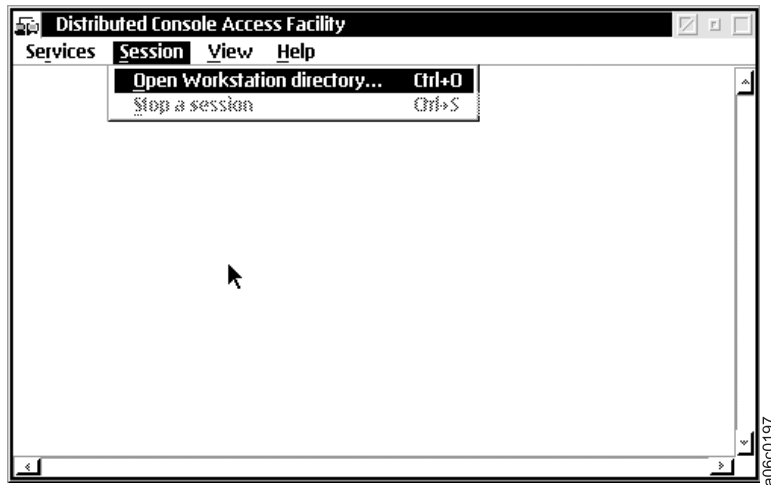 Distributed Console Access Facility
Services Session View Help
Open Workstation directory... Ctrl+O
Stop a session Ctrl+S
a06c0197